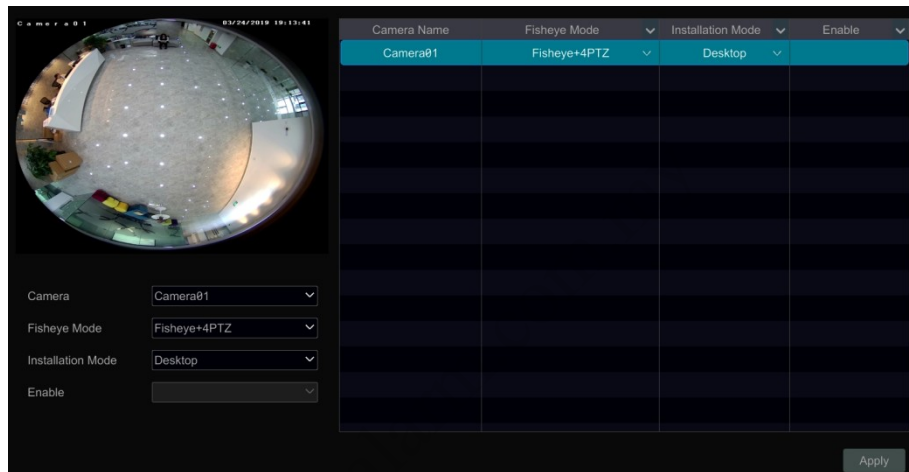 Camera01 03/24/2019 19:13:41
Camera Name Fisheye Mode Installation Mode Enable
Camera01 Fisheye+4PTZ Desktop
Camera Camera01
Fisheye Mode Fisheye+4PTZ
Installation Mode Desktop
Enable
Apply